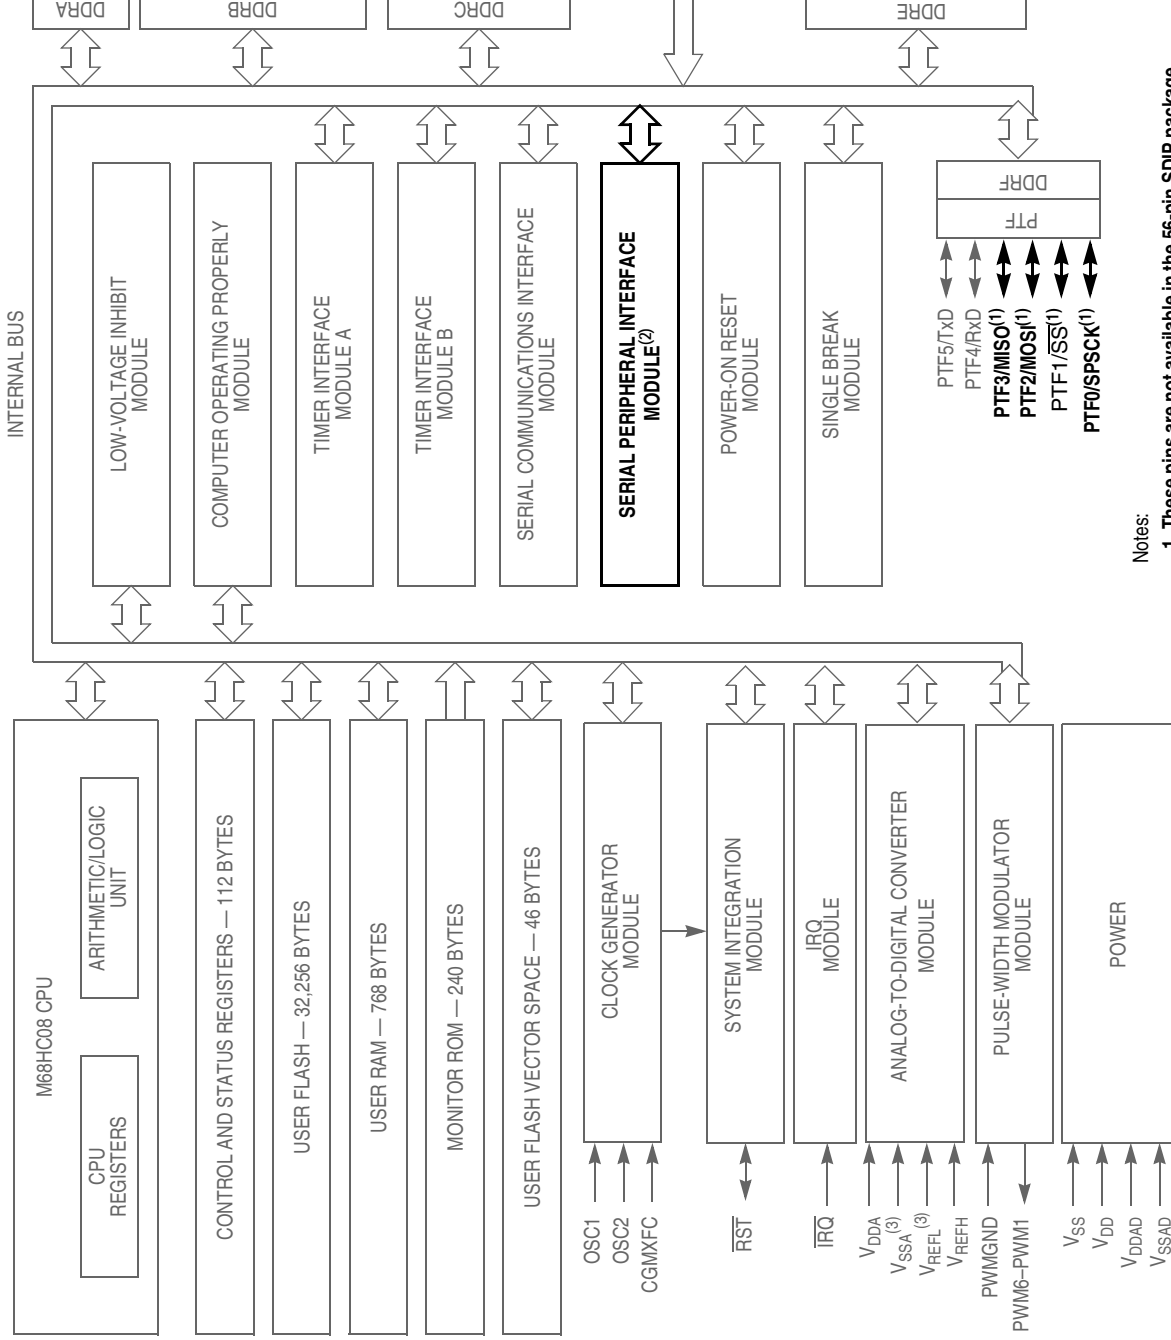 INTERNAL BUS
M68HC08 CPU
CPU
REGISTERS
ARITHMETIC/LOGIC
UNIT
CONTROL AND STATUS REGISTERS — 112 BYTES
USER FLASH — 32,256 BYTES
USER RAM — 768 BYTES
MONITOR ROM — 240 BYTES
USER FLASH VECTOR SPACE — 46 BYTES
OSC1
OSC2
CGMXFC
CLOCK GENERATOR
MODULE
RST
SYSTEM INTEGRATION
MODULE
IRQ
IRQ
MODULE
VDDA
VSSA(3)
VREFL(3)
VREFH
ANALOG-TO-DIGITAL CONVERTER
MODULE
PWMGND
PWM6–PWM1
PULSE-WIDTH MODULATOR
MODULE
VSS
VDD
VDDAD
VSSAD
POWER
LOW-VOLTAGE INHIBIT
MODULE
COMPUTER OPERATING PROPERLY
MODULE
TIMER INTERFACE
MODULE A
TIMER INTERFACE
MODULE B
SERIAL COMMUNICATIONS INTERFACE
MODULE
SERIAL PERIPHERAL INTERFACE
MODULE(2)
POWER-ON RESET
MODULE
SINGLE BREAK
MODULE
DDRA
DDRB
DDRC
DDRE
DDRF
PTF
PTF5/TxD
PTF4/RxD
PTF3/MISO(1)
PTF2/MOSI(1)
PTF1/SS(1)
PTF0/SPSCK(1)
Notes:
1. These pins are not available in the 56-pin SDIP package